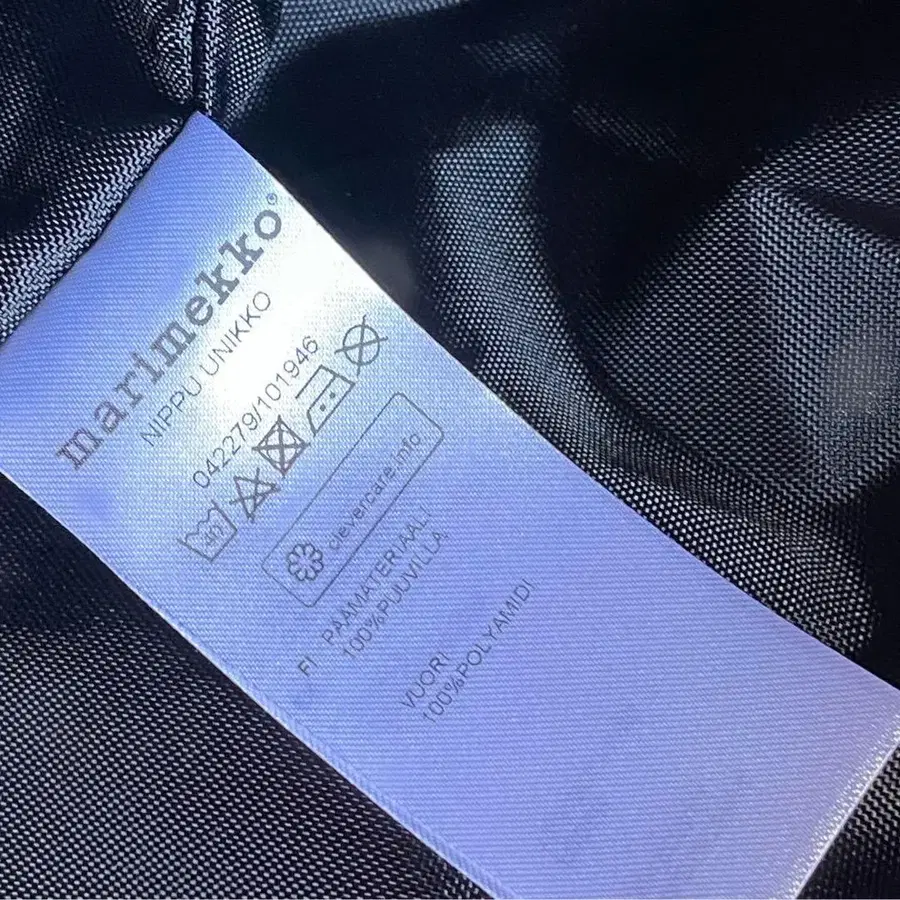 marimekko®
NIPPU UNIKKO
042279/101946
40
clevercare.info
FI PÄÄMATERIAALI
100%PUUVILLA
VUORI
100%POLYAMIDI